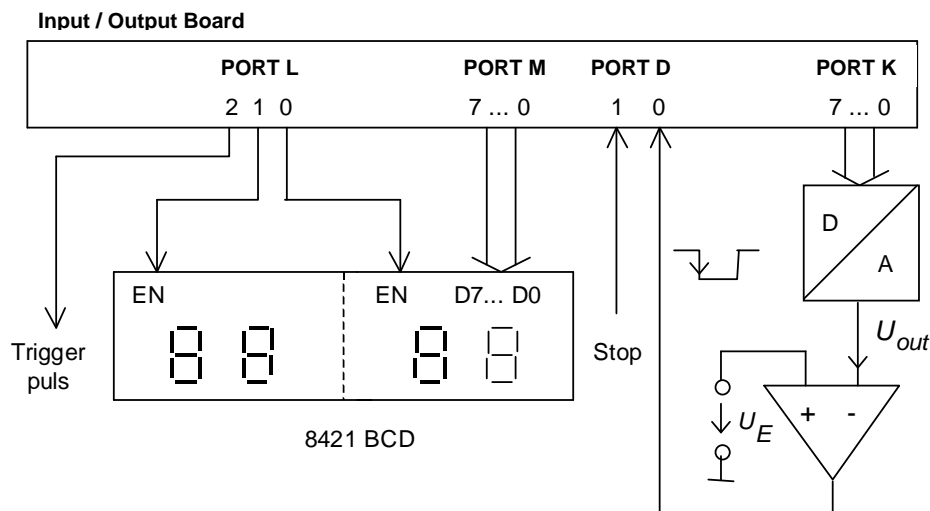 Input / Output Board
PORT L PORT M PORT D PORT K
2 1 0 7 ... 0 1 0 7 ... 0
D
A
EN EN D7... D0
U out
Trigger
puls
Stop
+ -
U E
8421 BCD